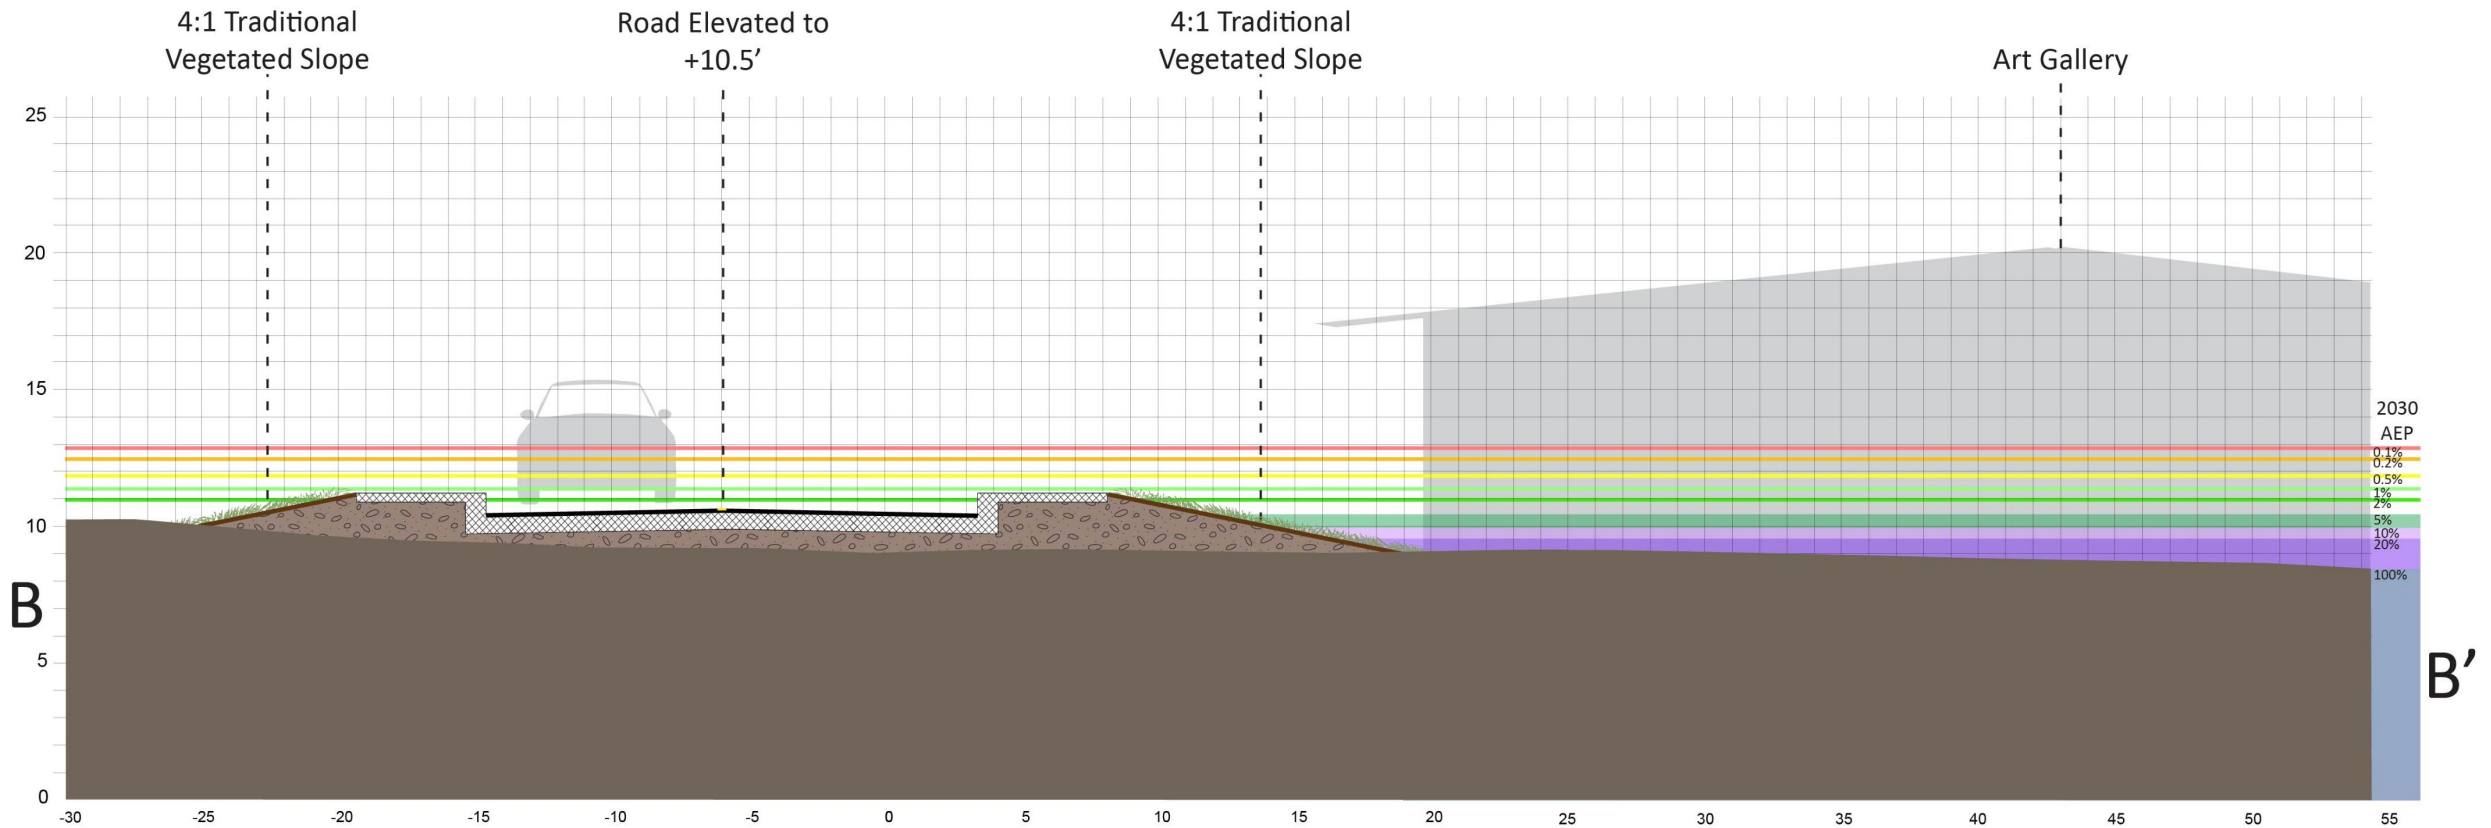 4:1 Traditional
Vegetated Slope
Road Elevated to
+10.5’
4:1 Traditional
Vegetated Slope
Art Gallery
25
20
15
10
5
0
2030
AEP
0.1%
0.2%
0.5%
1%
2%
5%
10%
20%
100%
B
B’
-30 -25 -20 -15 -10 -5 0 5 10 15 20 25 30 35 40 45 50 55